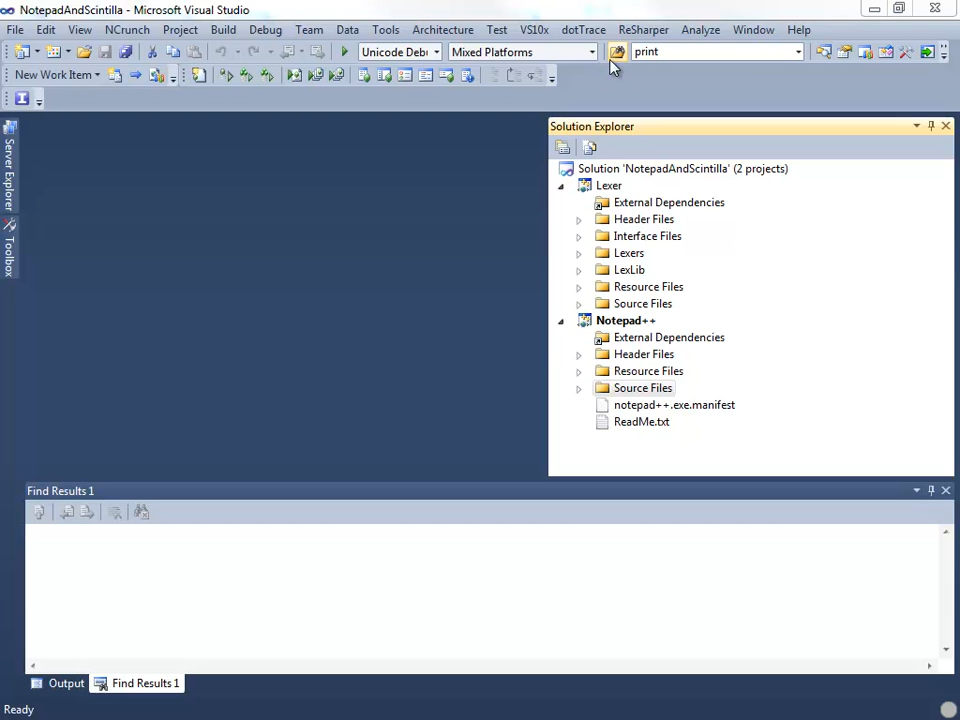 NotepadAndScintilla - Microsoft Visual Studio
File Edit View NCrunch Project Build Debug Team Data Tools Architecture Test VS10x dotTrace ReSharper Analyze Window Help
Unicode Debu Mixed Platforms print
New Work Item
Server Explorer
Toolbox
Solution Explorer
Solution 'NotepadAndScintilla' (2 projects)
Lexer
External Dependencies
Header Files
Interface Files
Lexers
LexLib
Resource Files
Source Files
Notepad++
External Dependencies
Header Files
Resource Files
Source Files
notepad++.exe.manifest
ReadMe.txt
Find Results 1
Output Find Results 1
Ready